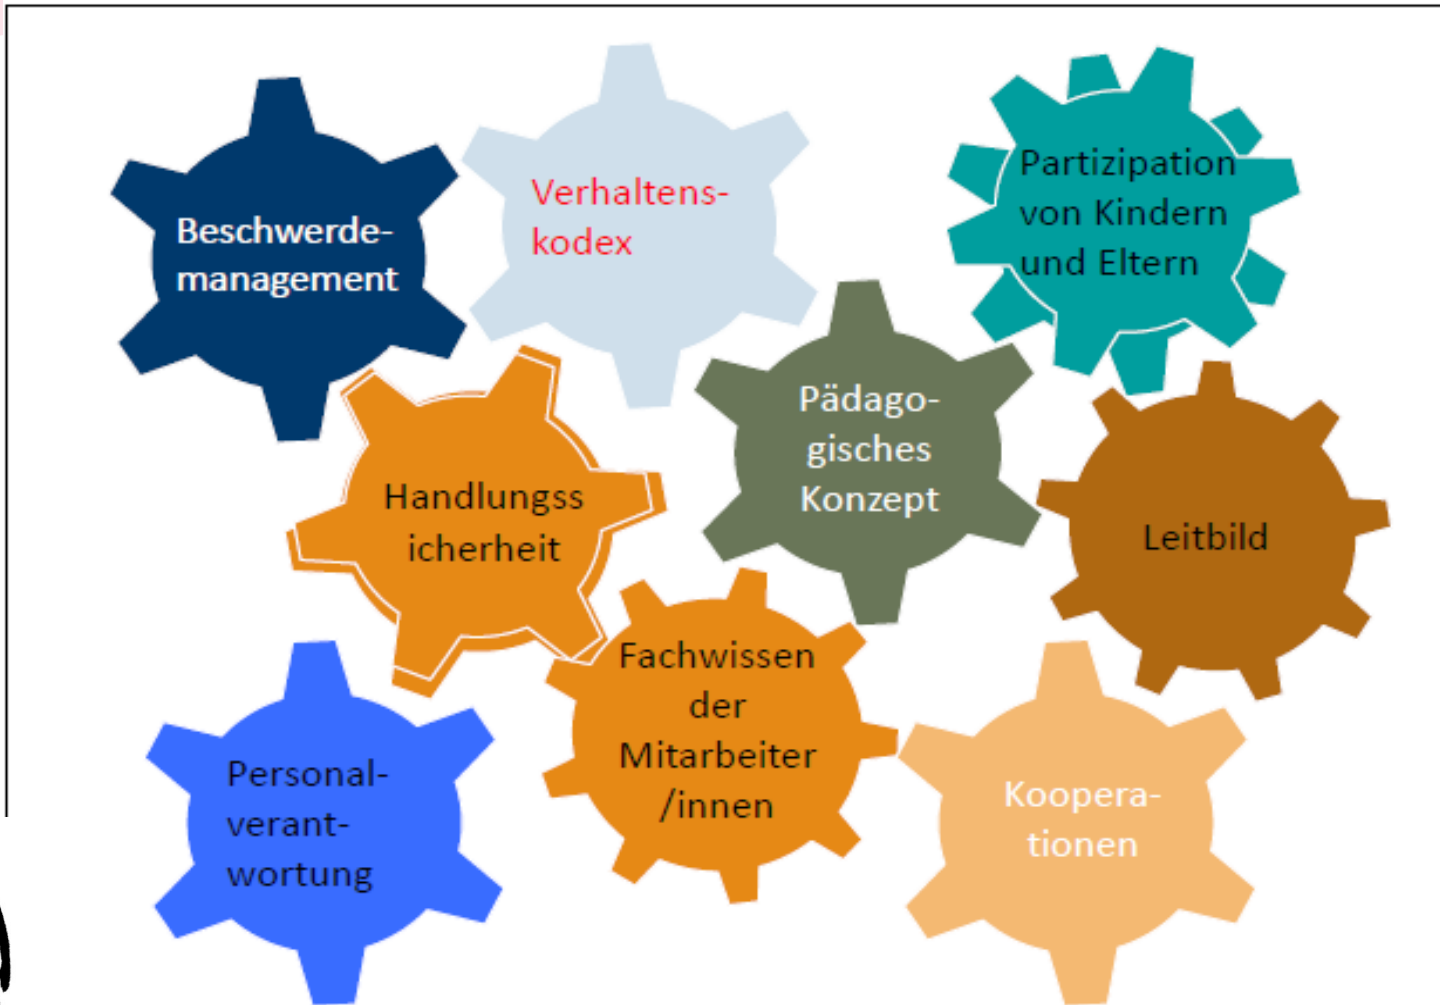 Beschwerde-
management
Verhaltens-
kodex
Partizipation
von Kindern
und Eltern
Handlungss
icherheit
Pädago-
gisches
Konzept
Leitbild
Personal-
verant-
wortung
Fachwissen
der
Mitarbeiter
/innen
Koopera-
tionen